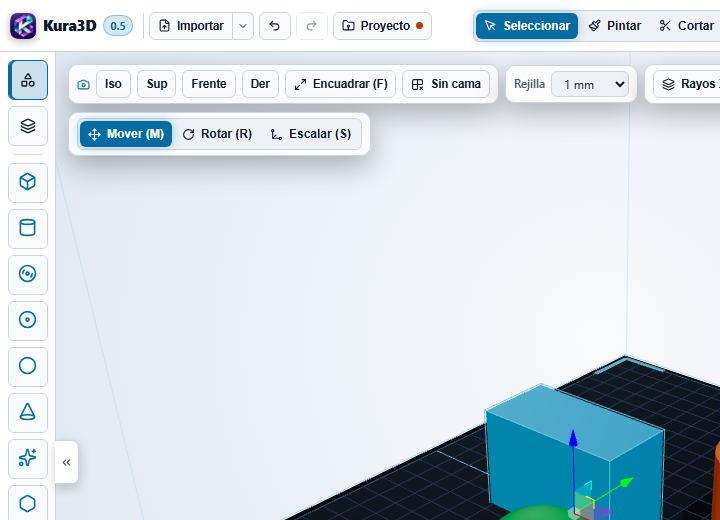 Kura3D 0.5 Importar Proyecto Seleccionar Pintar Cortar
Iso Sup Frente Der Encuadrar (F) Sin cama Rejilla 1 mm Rayos
Mover (M) Rotar (R) Escalar (S)